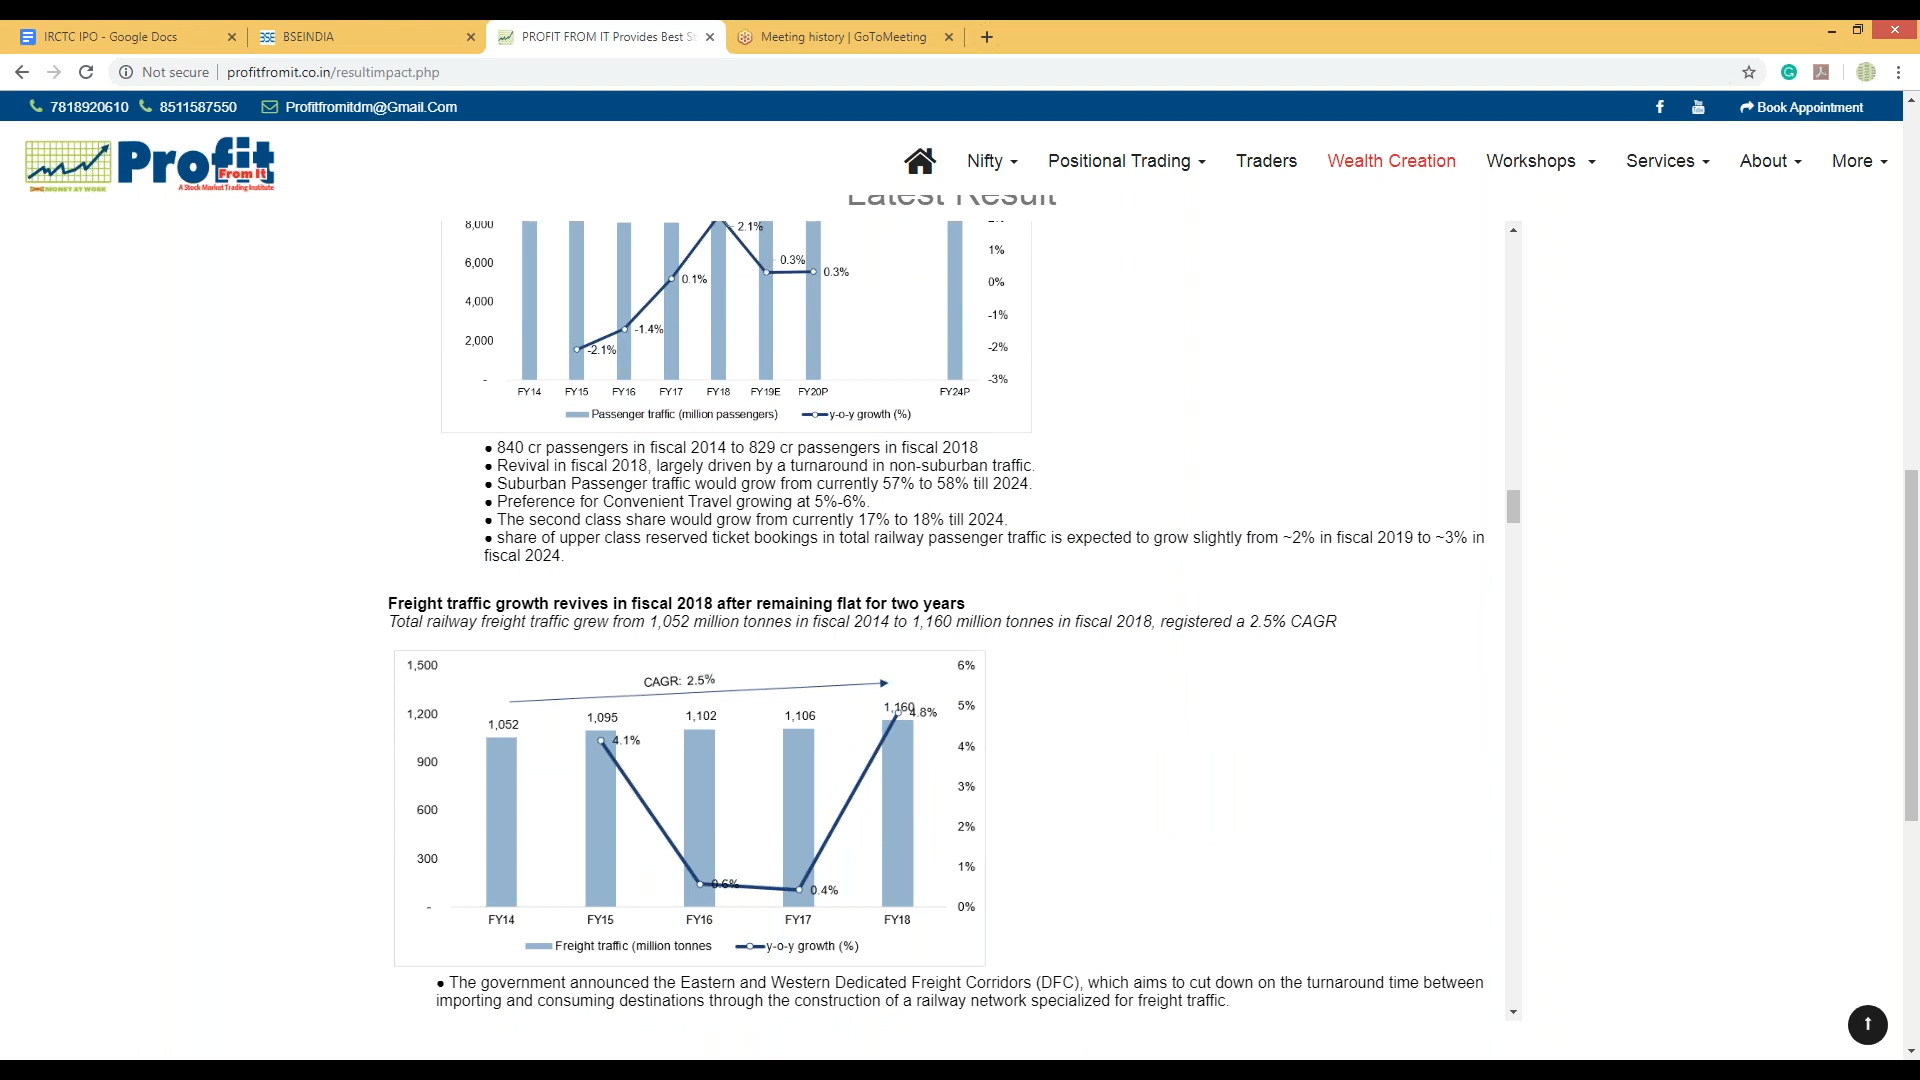 IRCTC IPO - Google Docs
BSEINDIA
PROFIT FROM IT Provides Best S
Meeting history | GoToMeeting
Not secure
profitfromit.co.in/resultimpact.php
7818920610
8511587550
Profitfromitdm@Gmail.Com
Book Appointment
Profit
From It
MONEY AT WORK
A Stock Market Trading Institute
Nifty
Positional Trading
Traders
Wealth Creation
Workshops
Services
About
More
Latest Result
8,000
2.1%
1%
6,000
0.3%
0.1%
0.3%
0%
4,000
-1%
-1.4%
2,000
-2.1%
-2%
-
-3%
FY14 FY15 FY16 FY17 FY18 FY19E FY20P FY24P
Passenger traffic (million passengers) y-o-y growth (%)
● 840 cr passengers in fiscal 2014 to 829 cr passengers in fiscal 2018
● Revival in fiscal 2018, largely driven by a turnaround in non-suburban traffic.
● Suburban Passenger traffic would grow from currently 57% to 58% till 2024.
● Preference for Convenient Travel growing at 5%-6%.
● The second class share would grow from currently 17% to 18% till 2024.
● share of upper class reserved ticket bookings in total railway passenger traffic is expected to grow slightly from ~2% in fiscal 2019 to ~3% in
fiscal 2024.
Freight traffic growth revives in fiscal 2018 after remaining flat for two years
Total railway freight traffic grew from 1,052 million tonnes in fiscal 2014 to 1,160 million tonnes in fiscal 2018, registered a 2.5% CAGR
1,500
6%
CAGR: 2.5%
1,200
1,052
1,095
1,102
1,106
1,160
4.8%
5%
4.1%
4%
900
3%
600
2%
300
1%
0.6%
0.4%
-
0%
FY14 FY15 FY16 FY17 FY18
Freight traffic (million tonnes y-o-y growth (%)
● The government announced the Eastern and Western Dedicated Freight Corridors (DFC), which aims to cut down on the turnaround time between
importing and consuming destinations through the construction of a railway network specialized for freight traffic.